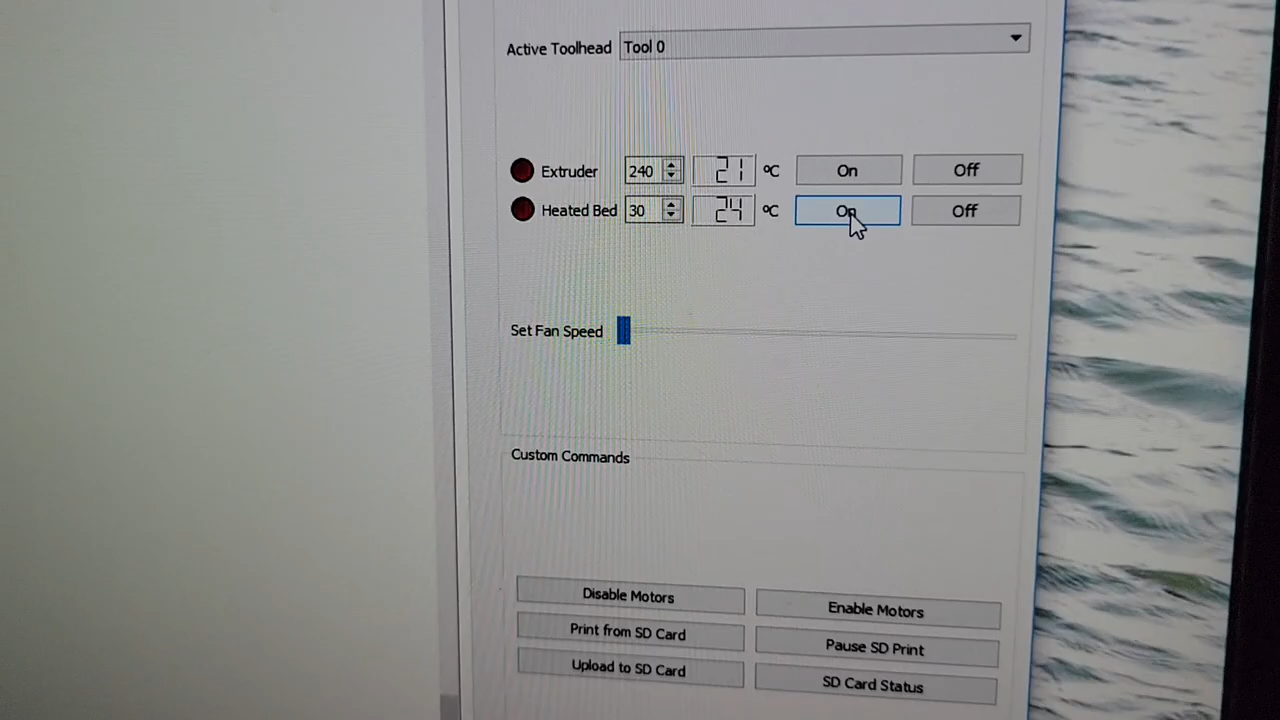 Active Toolhead Tool 0
Extruder 240 21 ºC On Off
Heated Bed 30 24 ºC On Off
Set Fan Speed
Custom Commands
Disable Motors Enable Motors
Print from SD Card Pause SD Print
Upload to SD Card SD Card Status